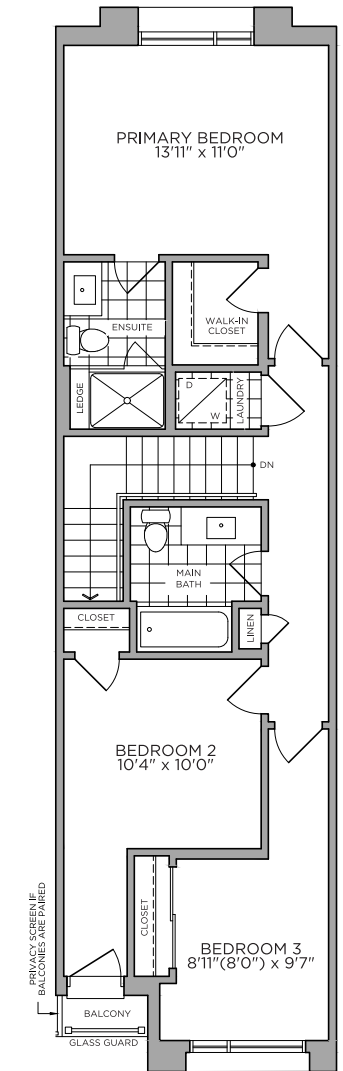 PRIMARY BEDROOM
13'11" x 11'0"
ENSUITE
WALK-IN
CLOSET
LEDGE
D
W
LAUNDRY
DN
MAIN
BATH
CLOSET
LINEN
BEDROOM 2
10'4" x 10'0"
CLOSET
BEDROOM 3
8'11"(8'0") x 9'7"
PRIVACY SCREEN IF
BALCONIES ARE PAIRED
BALCONY
GLASS GUARD